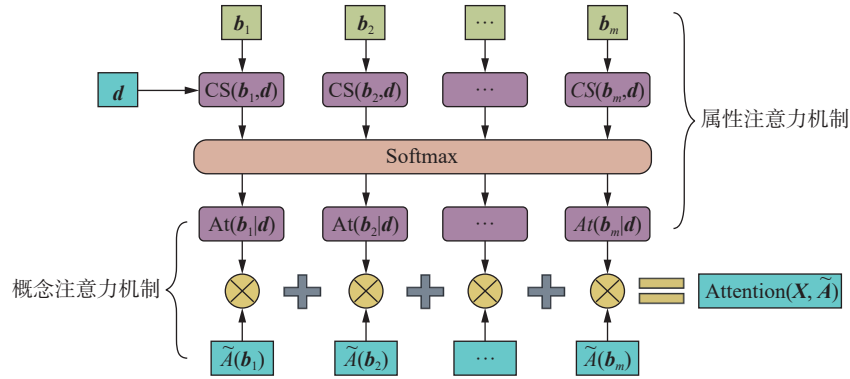 b₁ b₂ ··· bₘ
d CS(b₁,d) CS(b₂,d) ··· CS(bₘ,d)
属性注意力机制
Softmax
At(b₁|d) At(b₂|d) ··· At(bₘ|d)
概念注意力机制
Attention(X, Ã)
Ã(b₁) Ã(b₂) ··· Ã(bₘ)